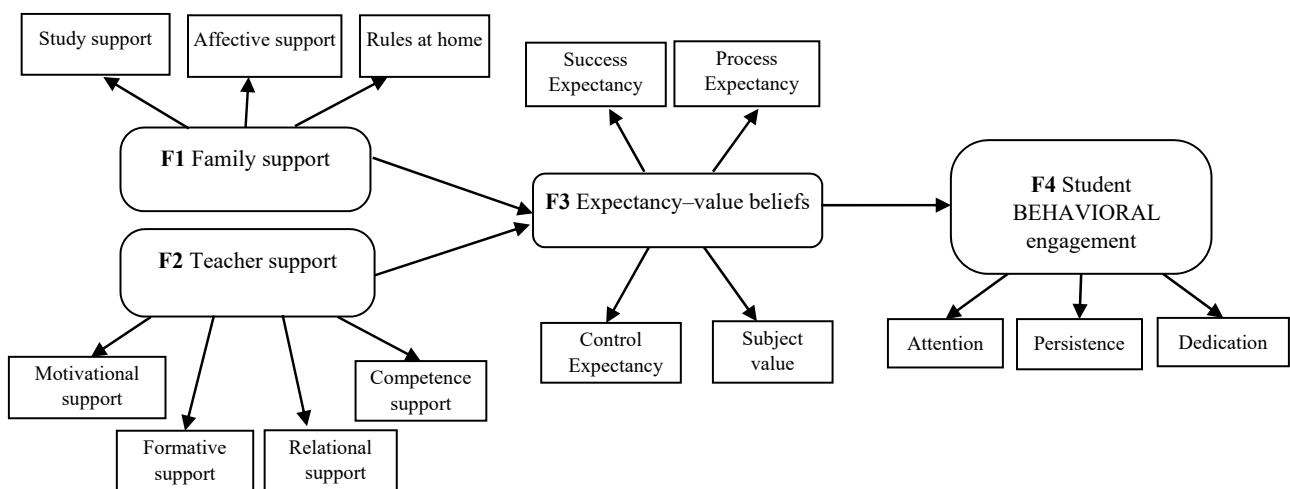 Study support
Affective support
Rules at home
Success
Expectancy
Process
Expectancy
F1 Family support
F3 Expectancy–value beliefs
F4 Student
BEHAVIORAL
engagement
F2 Teacher support
Motivational
support
Formative
support
Relational
support
Competence
support
Control
Expectancy
Subject
value
Attention
Persistence
Dedication